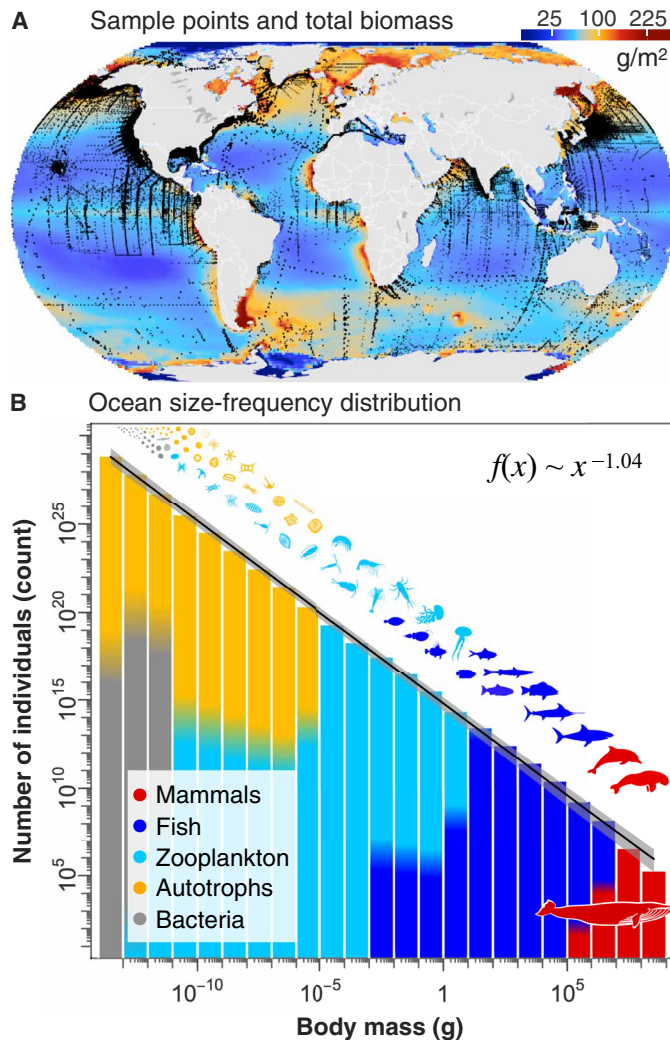 A Sample points and total biomass
25 100 225
g/m²
B Ocean size-frequency distribution
f(x) ~ x^−1.04
Number of individuals (count)
10^25
10^20
10^15
10^10
10^5
Mammals
Fish
Zooplankton
Autotrophs
Bacteria
10^−10 10^−5 1 10^5
Body mass (g)